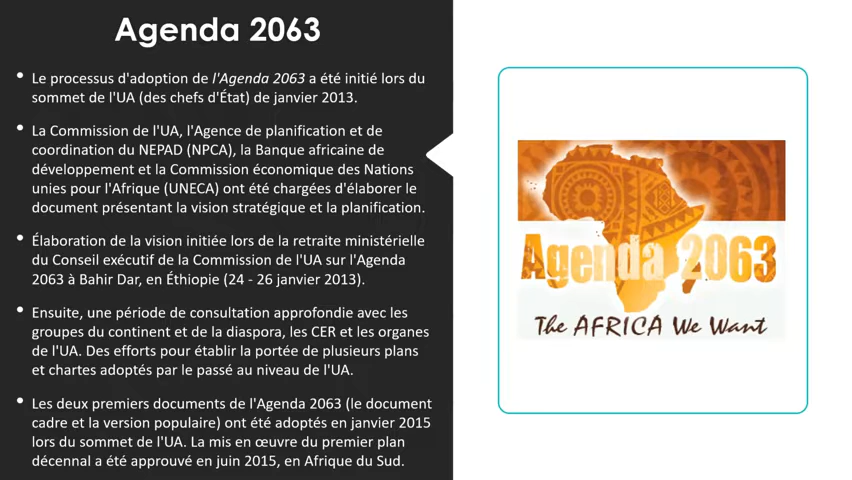 Agenda 2063
• Le processus d'adoption de l'Agenda 2063 a été initié lors du
sommet de l'UA (des chefs d'État) de janvier 2013.
• La Commission de l'UA, l'Agence de planification et de
coordination du NEPAD (NPCA), la Banque africaine de
développement et la Commission économique des Nations
unies pour l'Afrique (UNECA) ont été chargées d'élaborer le
document présentant la vision stratégique et la planification.
• Élaboration de la vision initiée lors de la retraite ministérielle
du Conseil exécutif de la Commission de l'UA sur l'Agenda
2063 à Bahir Dar, en Éthiopie (24 - 26 janvier 2013).
• Ensuite, une période de consultation approfondie avec les
groupes du continent et de la diaspora, les CER et les organes
de l'UA. Des efforts pour établir la portée de plusieurs plans
et chartes adoptés par le passé au niveau de l'UA.
• Les deux premiers documents de l'Agenda 2063 (le document
cadre et la version populaire) ont été adoptés en janvier 2015
lors du sommet de l'UA. La mis en œuvre du premier plan
décennal a été approuvé en juin 2015, en Afrique du Sud.
Agenda 2063
The AFRICA We Want